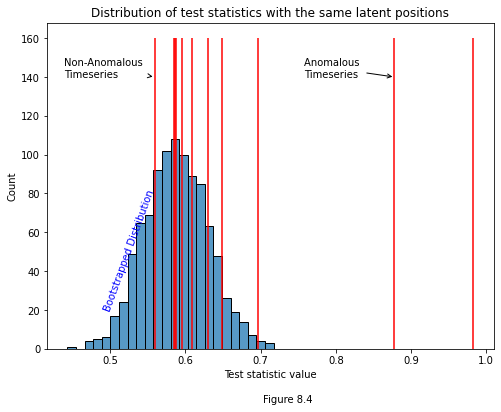 Distribution of test statistics with the same latent positions
160
140
120
100
80
60
40
20
0
Count
Non-Anomalous
Timeseries
Anomalous
Timeseries
Bootstrapped Distribution
0.5 0.6 0.7 0.8 0.9 1.0
Test statistic value
Figure 8.4